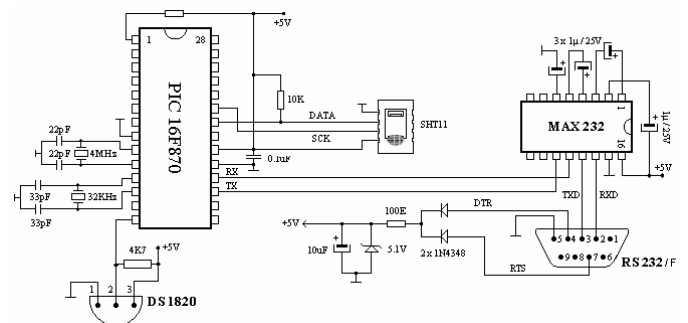 +5V
1
28
PIC 16F870
10K
DATA
SCK
SHT11
0.1uF
22pF
22pF
4MHz
33pF
33pF
32KHz
RX
TX
4K7
+5V
1
2
3
DS1820
3 x 1µ / 25V
+
+
+
1
MAX 232
16
+
1µ / 25V
+5V
TXD
RXD
+5V
100E
DTR
+
10uF
5.1V
2 x 1N4348
RTS
5
4
3
2
1
9
8
7
6
RS232/F